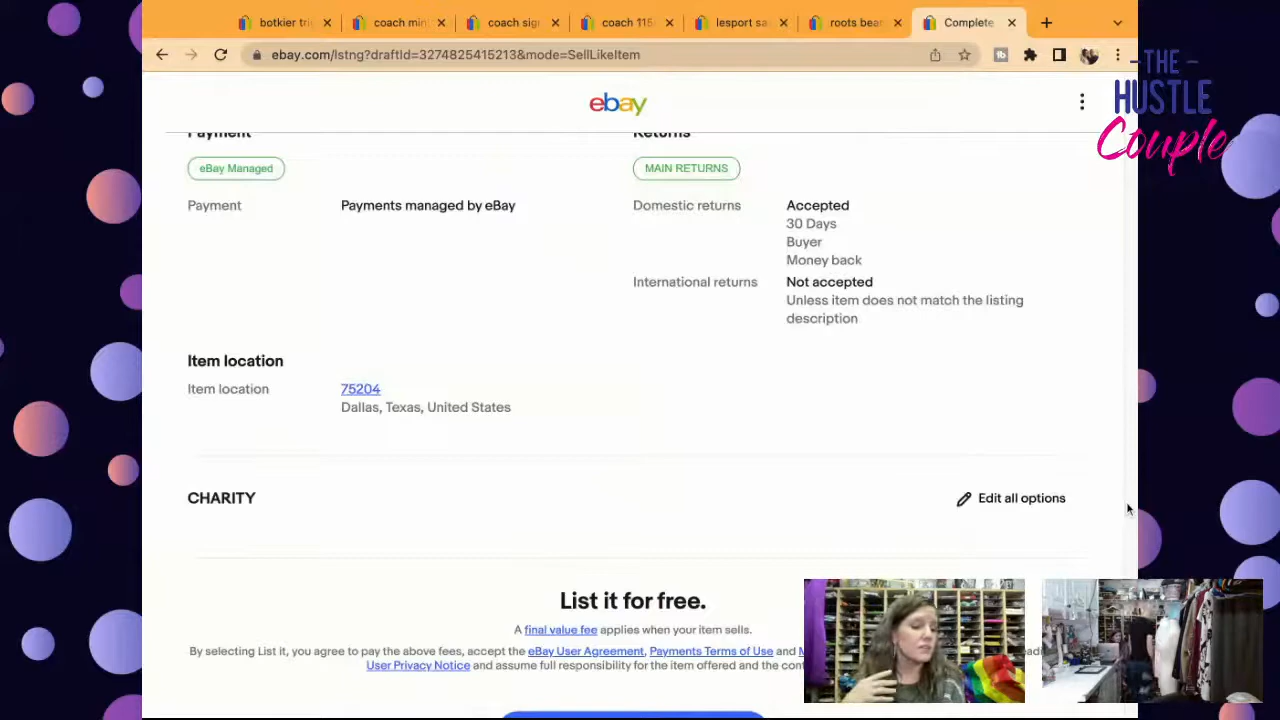 botkier tri
coach mini
coach sign
coach 115
lesport sa
roots bear
Complete
ebay.com/lstng?draftId=3274825415213&mode=SellLikeItem
-THE-
HUSTLE
Couple
ebay
Payment
Returns
eBay Managed
MAIN RETURNS
Payment
Payments managed by eBay
Domestic returns
Accepted
30 Days
Buyer
Money back
International returns
Not accepted
Unless item does not match the listing
description
Item location
Item location
75204
Dallas, Texas, United States
CHARITY
Edit all options
List it for free.
A final value fee applies when your item sells.
By selecting List it, you agree to pay the above fees, accept the eBay User Agreement, Payments Terms of Use and
User Privacy Notice and assume full responsibility for the item offered and the